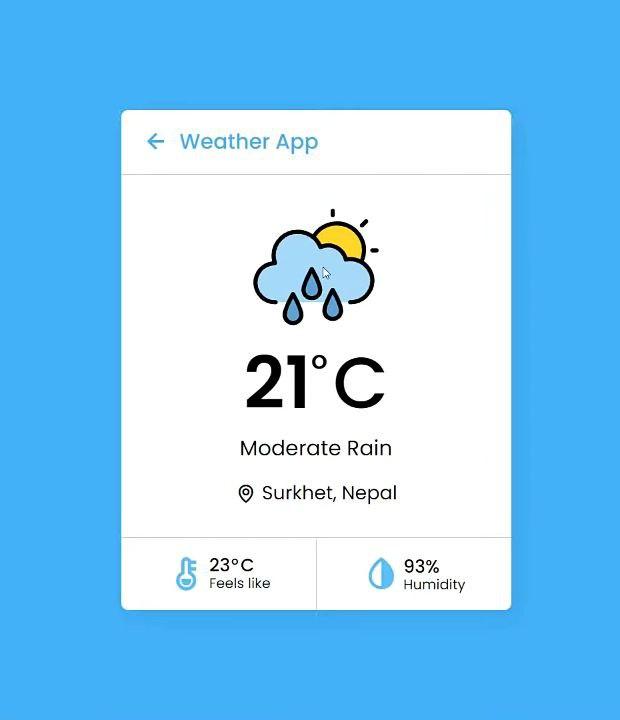 Weather App
21°C
Moderate Rain
Surkhet, Nepal
23°C
Feels like
93%
Humidity